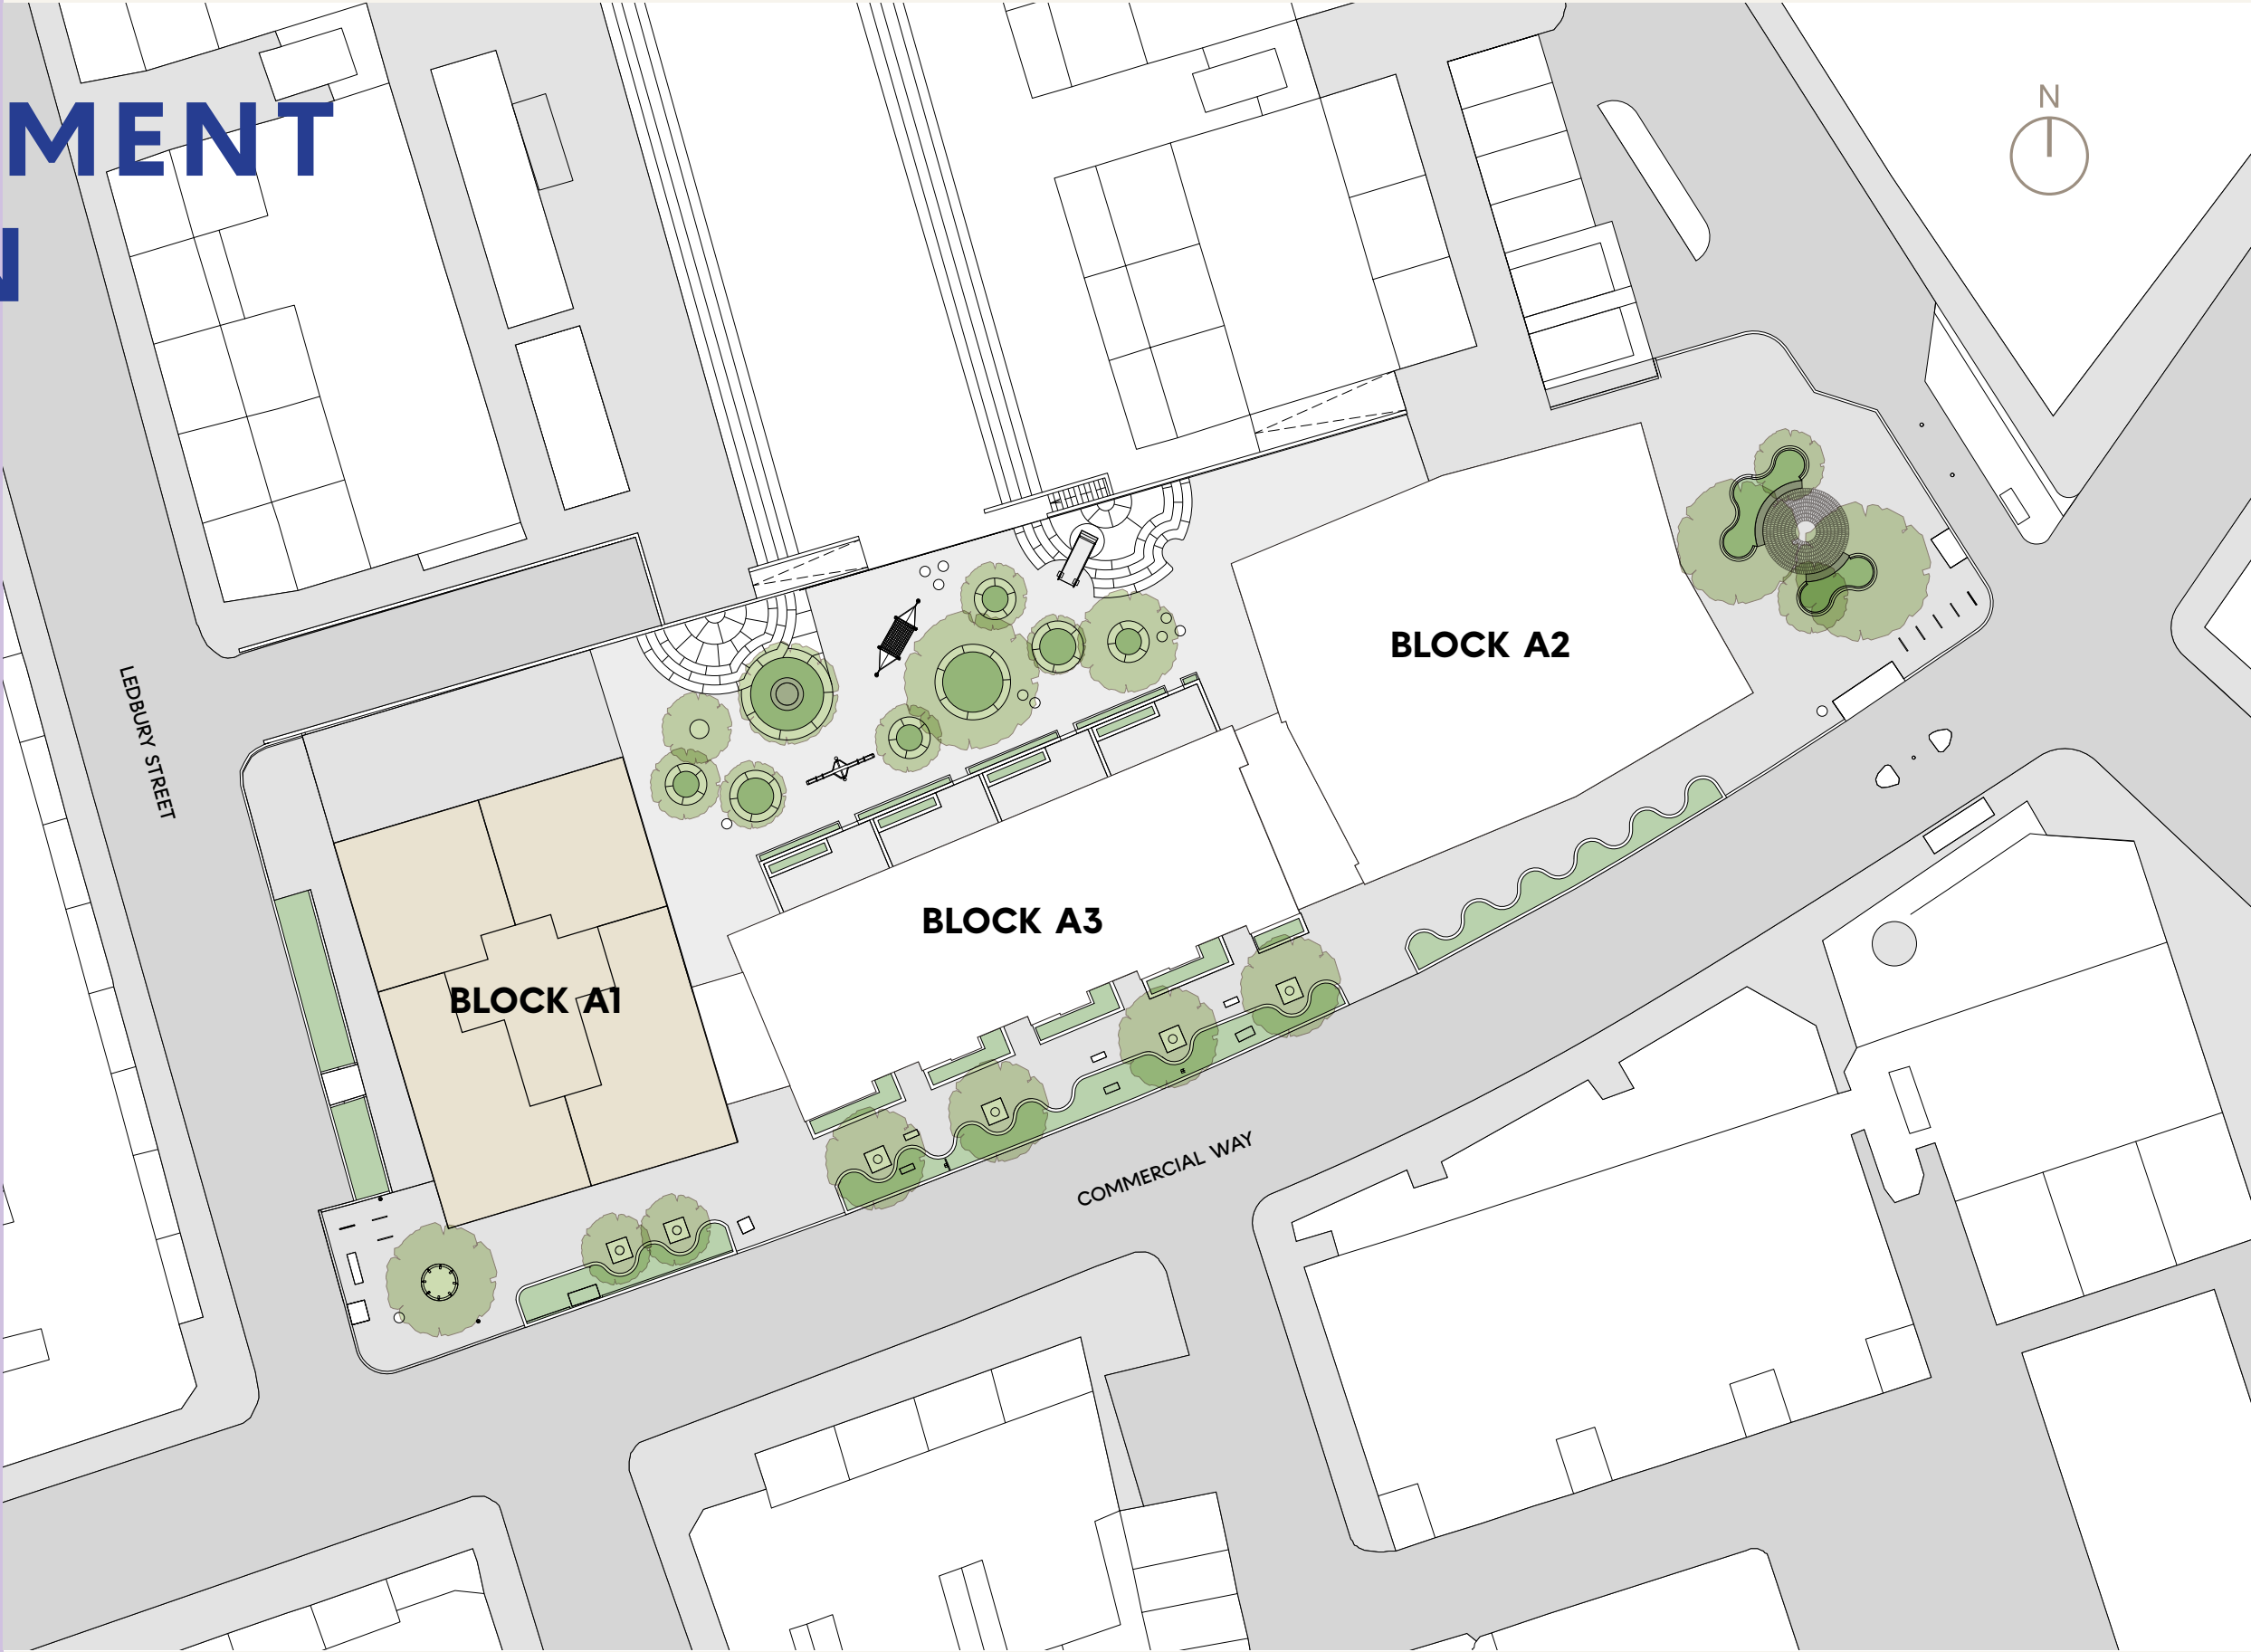 MENT
N
N
LEDBURY STREET
BLOCK A2
BLOCK A3
BLOCK A1
COMMERCIAL WAY